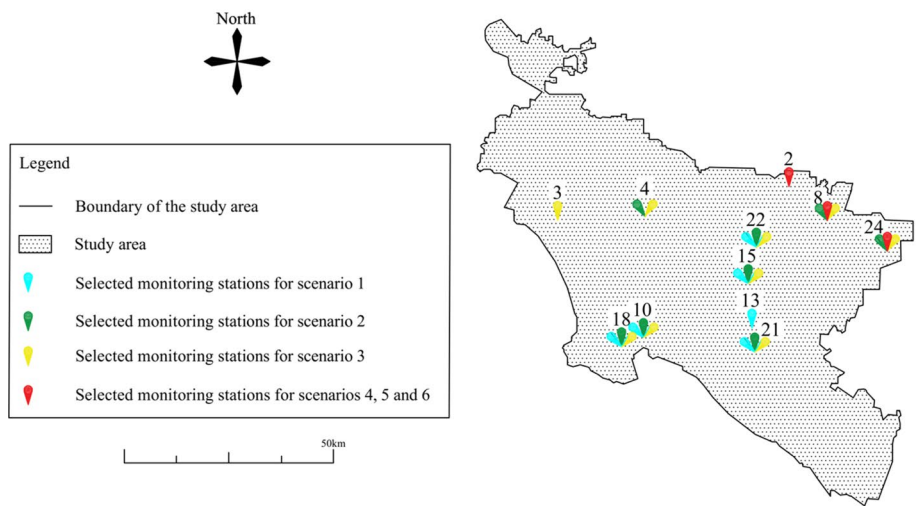 North
Legend
Boundary of the study area
Study area
Selected monitoring stations for scenario 1
Selected monitoring stations for scenario 2
Selected monitoring stations for scenario 3
Selected monitoring stations for scenarios 4, 5 and 6
50km
2
3
4
8
22
24
15
13
10
18
21